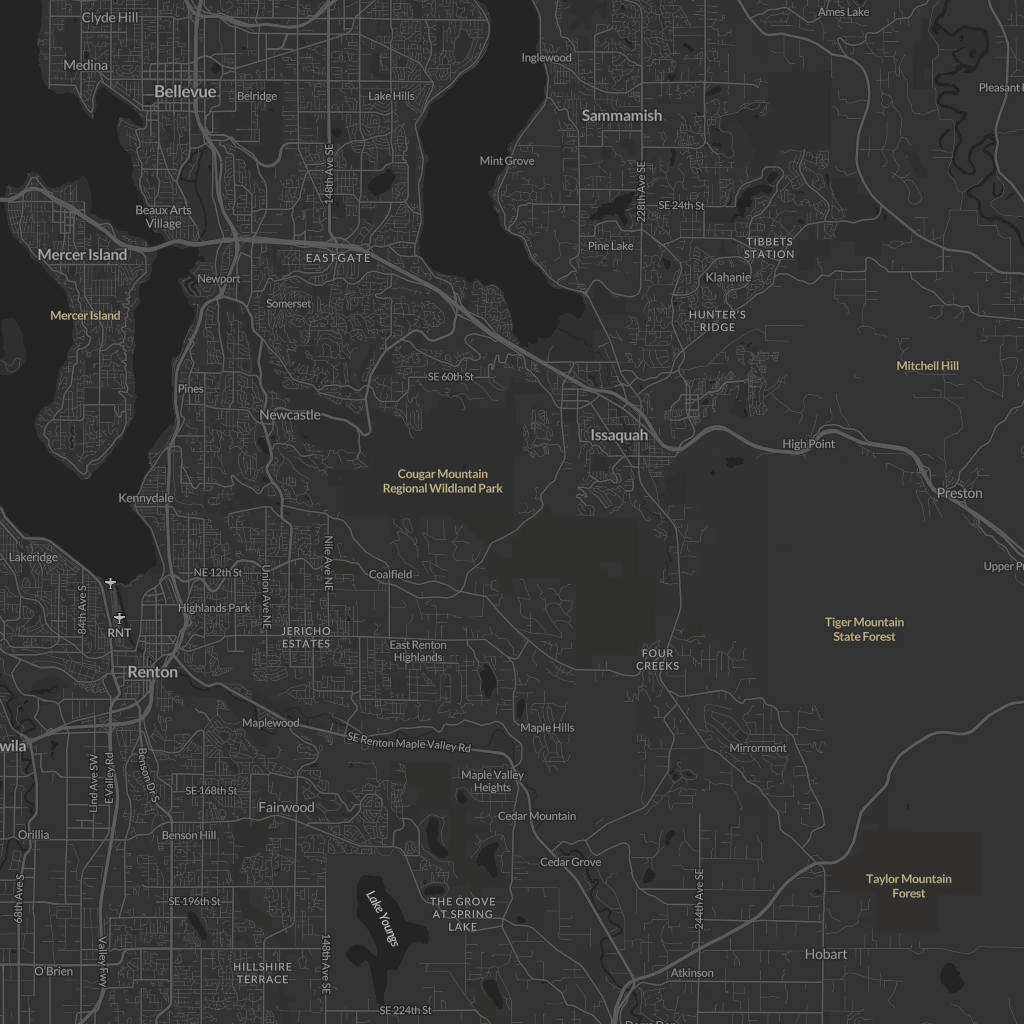 Clyde Hill
Ames Lake
Medina
Inglewood
Bellevue
Belridge
Lake Hills
Sammamish
Mint Grove
148th Ave SE
228th Ave SE
SE 24th St
Beaux Arts
Village
Mercer Island
EASTGATE
Pine Lake
TIBBETS
STATION
Newport
Klahanie
Somerset
Mercer Island
HUNTER'S
RIDGE
Mitchell Hill
SE 60th St
Pines
Newcastle
Issaquah
High Point
Cougar Mountain
Regional Wildland Park
Kennydale
Preston
Lakeridge
NE 12th St
Nile Ave NE
Coalfield
84th Ave S
Union Ave NE
Highlands Park
RNT
JERICHO
ESTATES
East Renton
Highlands
Tiger Mountain
State Forest
FOUR
CREEKS
Renton
Maplewood
SE Renton Maple Valley Rd
Maple Hills
Mirrormont
Lind Ave SW
E Valley Rd
Benson Dr S
SE 168th St
Maple Valley
Heights
Fairwood
Cedar Mountain
Orillia
Benson Hill
Cedar Grove
Taylor Mountain
Forest
68th Ave S
SE 196th St
Lake Youngs
THE GROVE
AT SPRING
LAKE
244th Ave SE
Valley Fwy
148th Ave SE
O'Brien
HILLSHIRE
TERRACE
Hobart
Atkinson
SE 224th St